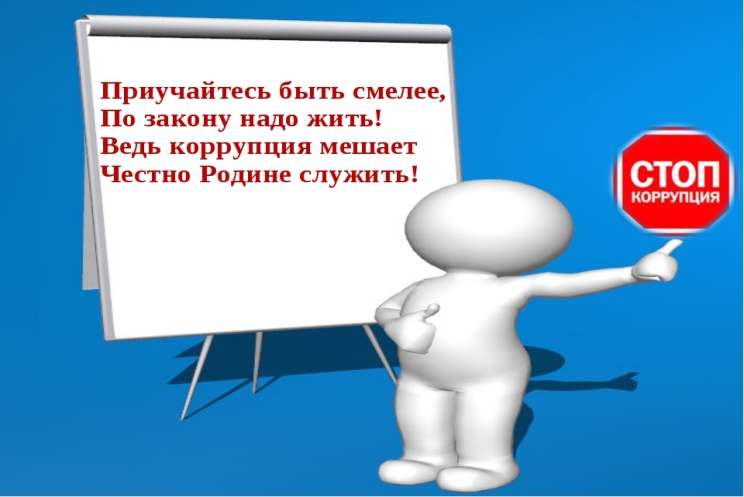 Приучайтесь быть смелее,
По закону надо жить!
Ведь коррупция мешает
Честно Родине служить!
СТОП
КОРРУПЦИЯ